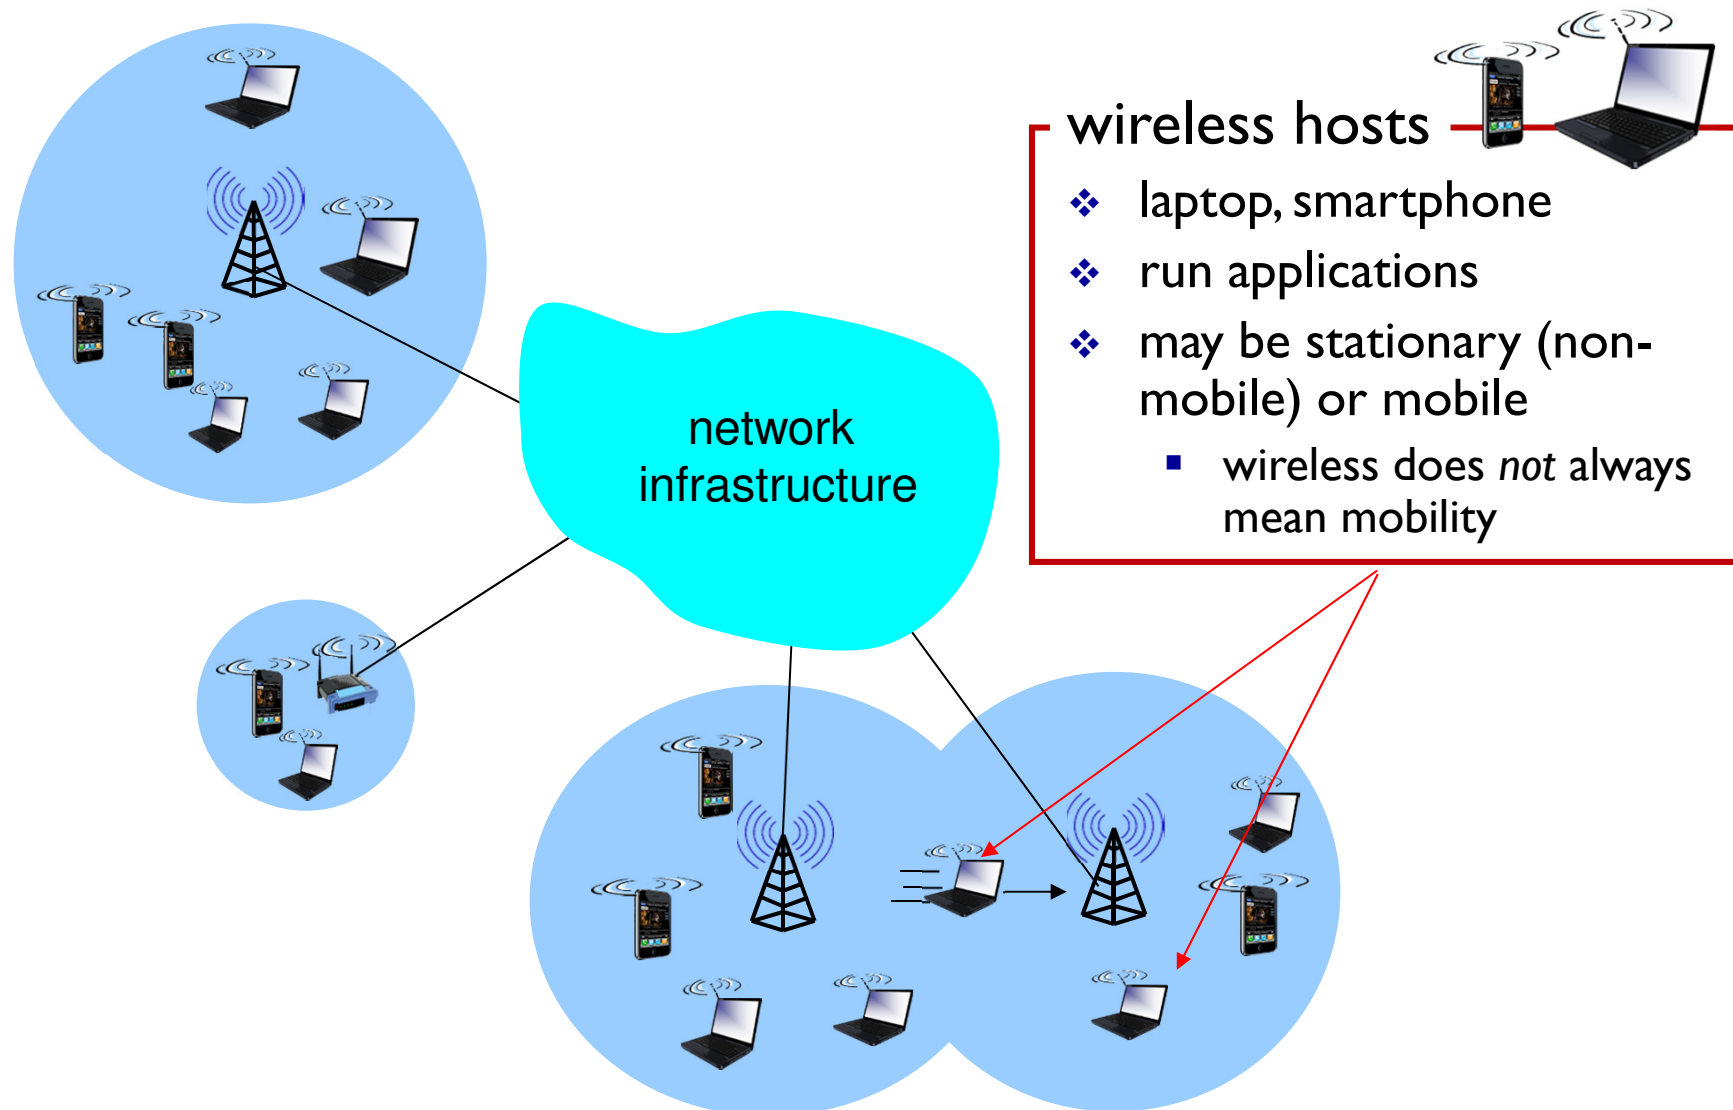 wireless hosts
❖ laptop, smartphone
❖ run applications
❖ may be stationary (non-
mobile) or mobile
▪ wireless does not always
mean mobility
network
infrastructure